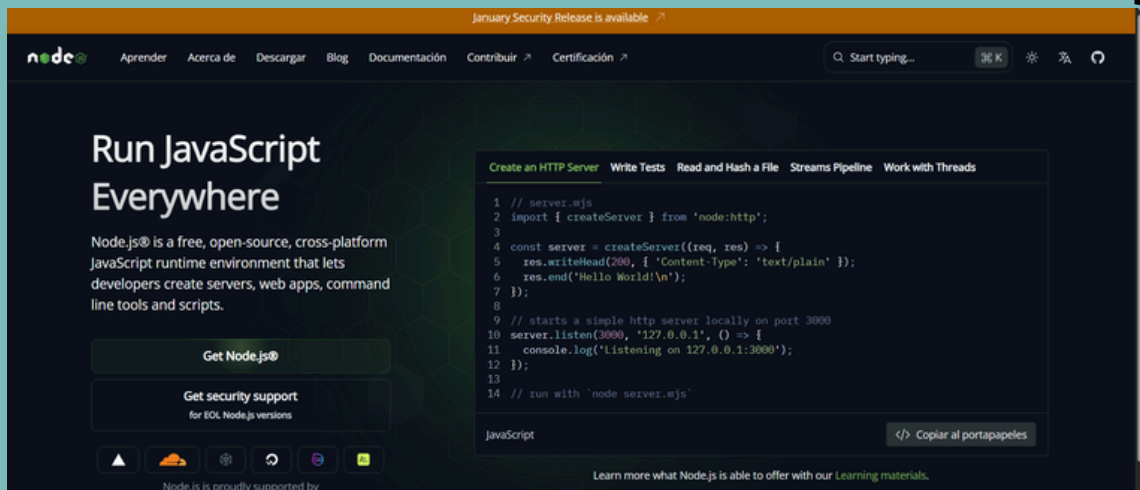 January Security Release is available ↗
node
Aprender Acerca de Descargar Blog Documentación Contribuir ↗ Certificación ↗
Start typing... ⌘ K
Run JavaScript
Everywhere
Node.js® is a free, open-source, cross-platform
JavaScript runtime environment that lets
developers create servers, web apps, command
line tools and scripts.
Get Node.js®
Get security support
for EOL Node.js versions
Node.js is proudly supported by
Create an HTTP Server Write Tests Read and Hash a File Streams Pipeline Work with Threads
1 // server.mjs
2 import { createServer } from 'node:http';
3
4 const server = createServer((req, res) => {
5 res.writeHead(200, { 'Content-Type': 'text/plain' });
6 res.end('Hello World!\n');
7 });
8
9 // starts a simple http server locally on port 3000
10 server.listen(3000, '127.0.0.1', () => {
11 console.log('Listening on 127.0.0.1:3000');
12 });
13
14 // run with `node server.mjs`
JavaScript
</> Copiar al portapapeles
Learn more what Node.js is able to offer with our Learning materials.